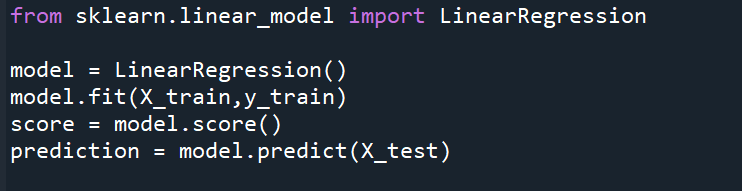 from sklearn.linear_model import LinearRegression
model = LinearRegression()
model.fit(X_train,y_train)
score = model.score()
prediction = model.predict(X_test)